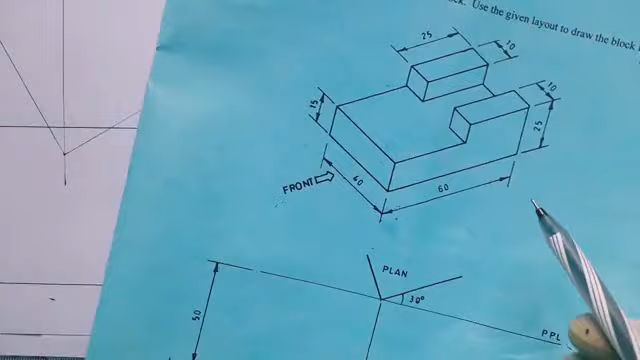 ck. Use the given layout to draw the block i
25
10
10
15
25
FRONT
40
60
PLAN
30°
50
PPL